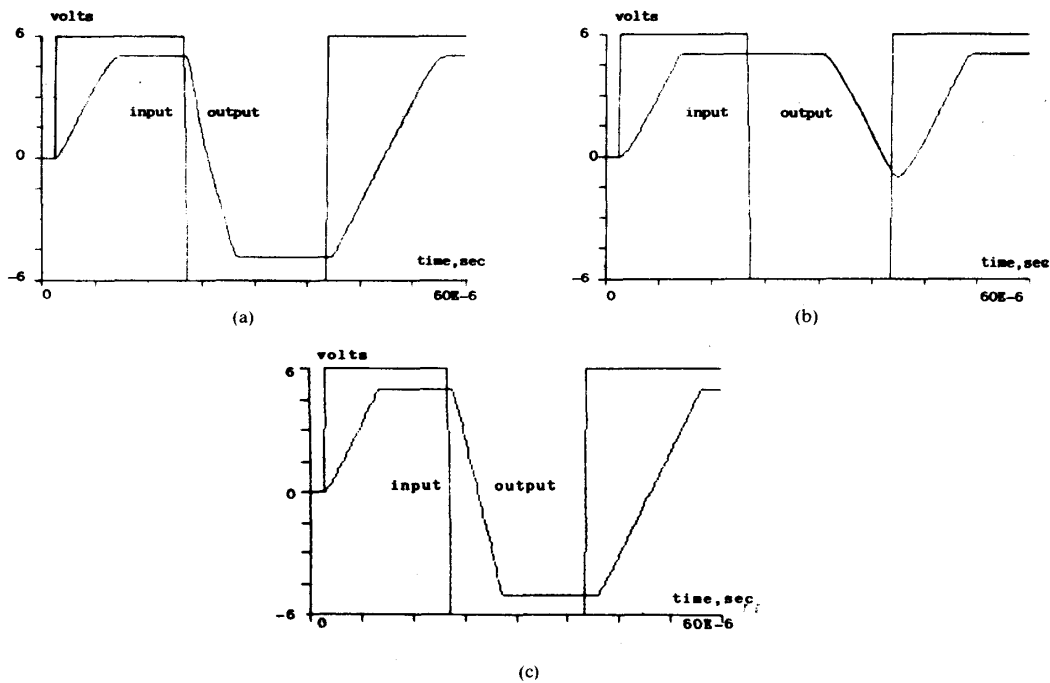 volts
6
input
output
0
time,sec
-6
0
60E-6
(a)
volts
6
input
output
0
time,sec
-6
0
60E-6
(b)
volts
6
0
input
output
time,sec
-6
0
60E-6
(c)